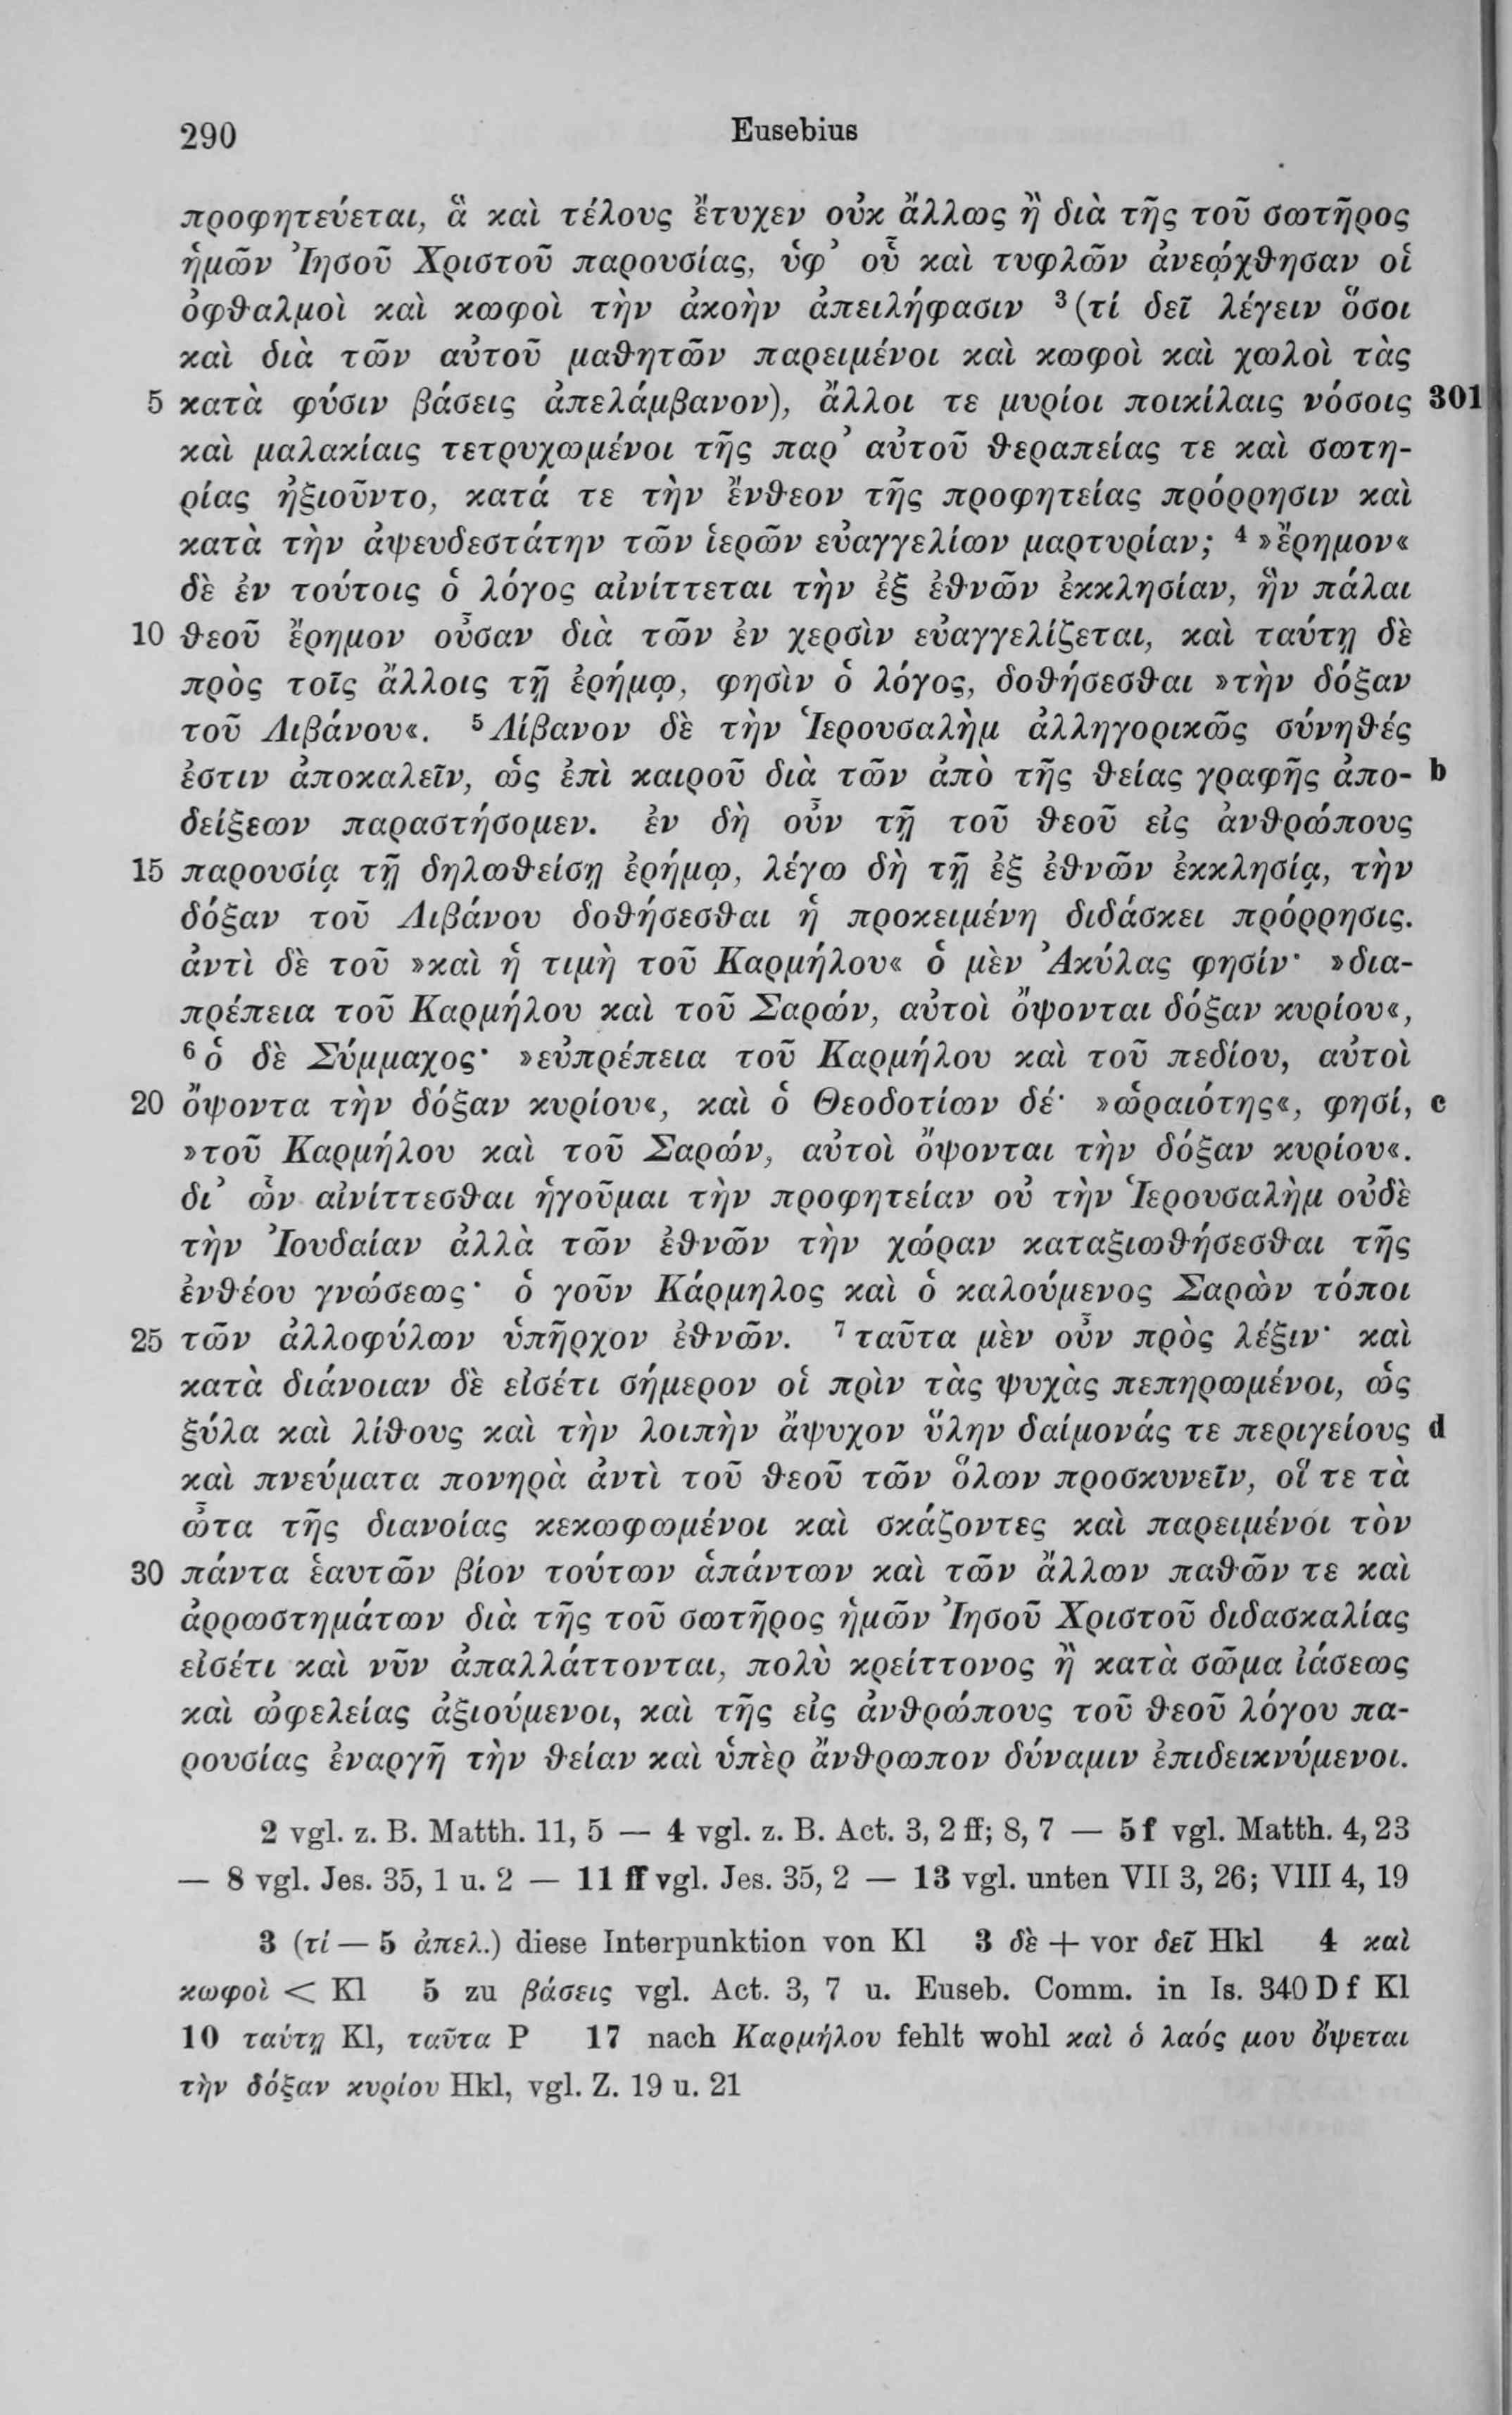 290 Eusebius
προφητεύεται, ἃ καὶ τέλους ἔτυχεν οὐκ ἄλλως ἢ διὰ τῆς τοῦ σωτῆρος
ἡμῶν Ἰησοῦ Χριστοῦ παρουσίας, ὑφ’ οὗ καὶ τυφλῶν ἀνεῴχθησαν οἱ
ὀφθαλμοὶ καὶ κωφοὶ τὴν ἀκοὴν ἀπειλήφασιν ³(τί δεῖ λέγειν ὅσοι
καὶ διὰ τῶν αὐτοῦ μαθητῶν παρειμένοι καὶ κωφοὶ καὶ χωλοὶ τὰς
5 κατὰ φύσιν βάσεις ἀπελάμβανον), ἄλλοι τε μυρίοι ποικίλαις νόσοις 301
καὶ μαλακίαις τετρυχωμένοι τῆς παρ’ αὐτοῦ θεραπείας τε καὶ σωτη-
ρίας ἠξιοῦντο, κατά τε τὴν ἔνθεον τῆς προφητείας πρόρρησιν καὶ
κατὰ τὴν ἀψευδεστάτην τῶν ἱερῶν εὐαγγελίων μαρτυρίαν; ⁴ »ἔρημον«
δὲ ἐν τούτοις ὁ λόγος αἰνίττεται τὴν ἐξ ἐθνῶν ἐκκλησίαν, ἣν πάλαι
10 θεοῦ ἔρημον οὖσαν διὰ τῶν ἐν χερσὶν εὐαγγελίζεται, καὶ ταύτῃ δὲ
πρὸς τοῖς ἄλλοις τῇ ἐρήμῳ, φησὶν ὁ λόγος, δοθήσεσθαι »τὴν δόξαν
τοῦ Λιβάνου«. ⁵Λίβανον δὲ τὴν Ἱερουσαλὴμ ἀλληγορικῶς σύνηθές
ἐστιν ἀποκαλεῖν, ὡς ἐπὶ καιροῦ διὰ τῶν ἀπὸ τῆς θείας γραφῆς ἀπο- b
δείξεων παραστήσομεν. ἐν δὴ οὖν τῇ τοῦ θεοῦ εἰς ἀνθρώπους
15 παρουσίᾳ τῇ δηλωθείσῃ ἐρήμῳ, λέγω δὴ τῇ ἐξ ἐθνῶν ἐκκλησίᾳ, τὴν
δόξαν τοῦ Λιβάνου δοθήσεσθαι ἡ προκειμένη διδάσκει πρόρρησις.
ἀντὶ δὲ τοῦ »καὶ ἡ τιμὴ τοῦ Καρμήλου« ὁ μὲν Ἀκύλας φησίν· »δια-
πρέπεια τοῦ Καρμήλου καὶ τοῦ Σαρών, αὐτοὶ ὄψονται δόξαν κυρίου«,
⁶ ὁ δὲ Σύμμαχος· »εὐπρέπεια τοῦ Καρμήλου καὶ τοῦ πεδίου, αὐτοὶ
20 ὄψοντα τὴν δόξαν κυρίου«, καὶ ὁ Θεοδοτίων δέ· »ὡραιότης«, φησί, c
»τοῦ Καρμήλου καὶ τοῦ Σαρών, αὐτοὶ ὄψονται τὴν δόξαν κυρίου«.
δι’ ὧν αἰνίττεσθαι ἡγοῦμαι τὴν προφητείαν οὐ τὴν Ἱερουσαλὴμ οὐδὲ
τὴν Ἰουδαίαν ἀλλὰ τῶν ἐθνῶν τὴν χώραν καταξιωθήσεσθαι τῆς
ἐνθέου γνώσεως· ὁ γοῦν Κάρμηλος καὶ ὁ καλούμενος Σαρὼν τόποι
25 τῶν ἀλλοφύλων ὑπῆρχον ἐθνῶν. ⁷ταῦτα μὲν οὖν πρὸς λέξιν· καὶ
κατὰ διάνοιαν δὲ εἰσέτι σήμερον οἱ πρὶν τὰς ψυχὰς πεπηρωμένοι, ὡς
ξύλα καὶ λίθους καὶ τὴν λοιπὴν ἄψυχον ὕλην δαίμονάς τε περιγείους d
καὶ πνεύματα πονηρὰ ἀντὶ τοῦ θεοῦ τῶν ὅλων προσκυνεῖν, οἵ τε τὰ
ὦτα τῆς διανοίας κεκωφωμένοι καὶ σκάζοντες καὶ παρειμένοι τὸν
30 πάντα ἑαυτῶν βίον τούτων ἁπάντων καὶ τῶν ἄλλων παθῶν τε καὶ
ἀρρωστημάτων διὰ τῆς τοῦ σωτῆρος ἡμῶν Ἰησοῦ Χριστοῦ διδασκαλίας
εἰσέτι καὶ νῦν ἀπαλλάττονται, πολὺ κρείττονος ἢ κατὰ σῶμα ἰάσεως
καὶ ὠφελείας ἀξιούμενοι, καὶ τῆς εἰς ἀνθρώπους τοῦ θεοῦ λόγου πα-
ρουσίας ἐναργῆ τὴν θείαν καὶ ὑπὲρ ἄνθρωπον δύναμιν ἐπιδεικνύμενοι.
2 vgl. z. B. Matth. 11, 5 — 4 vgl. z. B. Act. 3, 2 ff; 8, 7 — 5 f vgl. Matth. 4, 23
— 8 vgl. Jes. 35, 1 u. 2 — 11 ff vgl. Jes. 35, 2 — 13 vgl. unten VII 3, 26; VIII 4, 19
3 (τί — 5 ἀπελ.) diese Interpunktion von Kl 3 δὲ + vor δεῖ Hkl 4 καὶ
κωφοὶ < Kl 5 zu βάσεις vgl. Act. 3, 7 u. Euseb. Comm. in Is. 340 D f Kl
10 ταύτῃ Kl, ταῦτα P 17 nach Καρμήλου fehlt wohl καὶ ὁ λαός μου ὄψεται
τὴν δόξαν κυρίου Hkl, vgl. Z. 19 u. 21